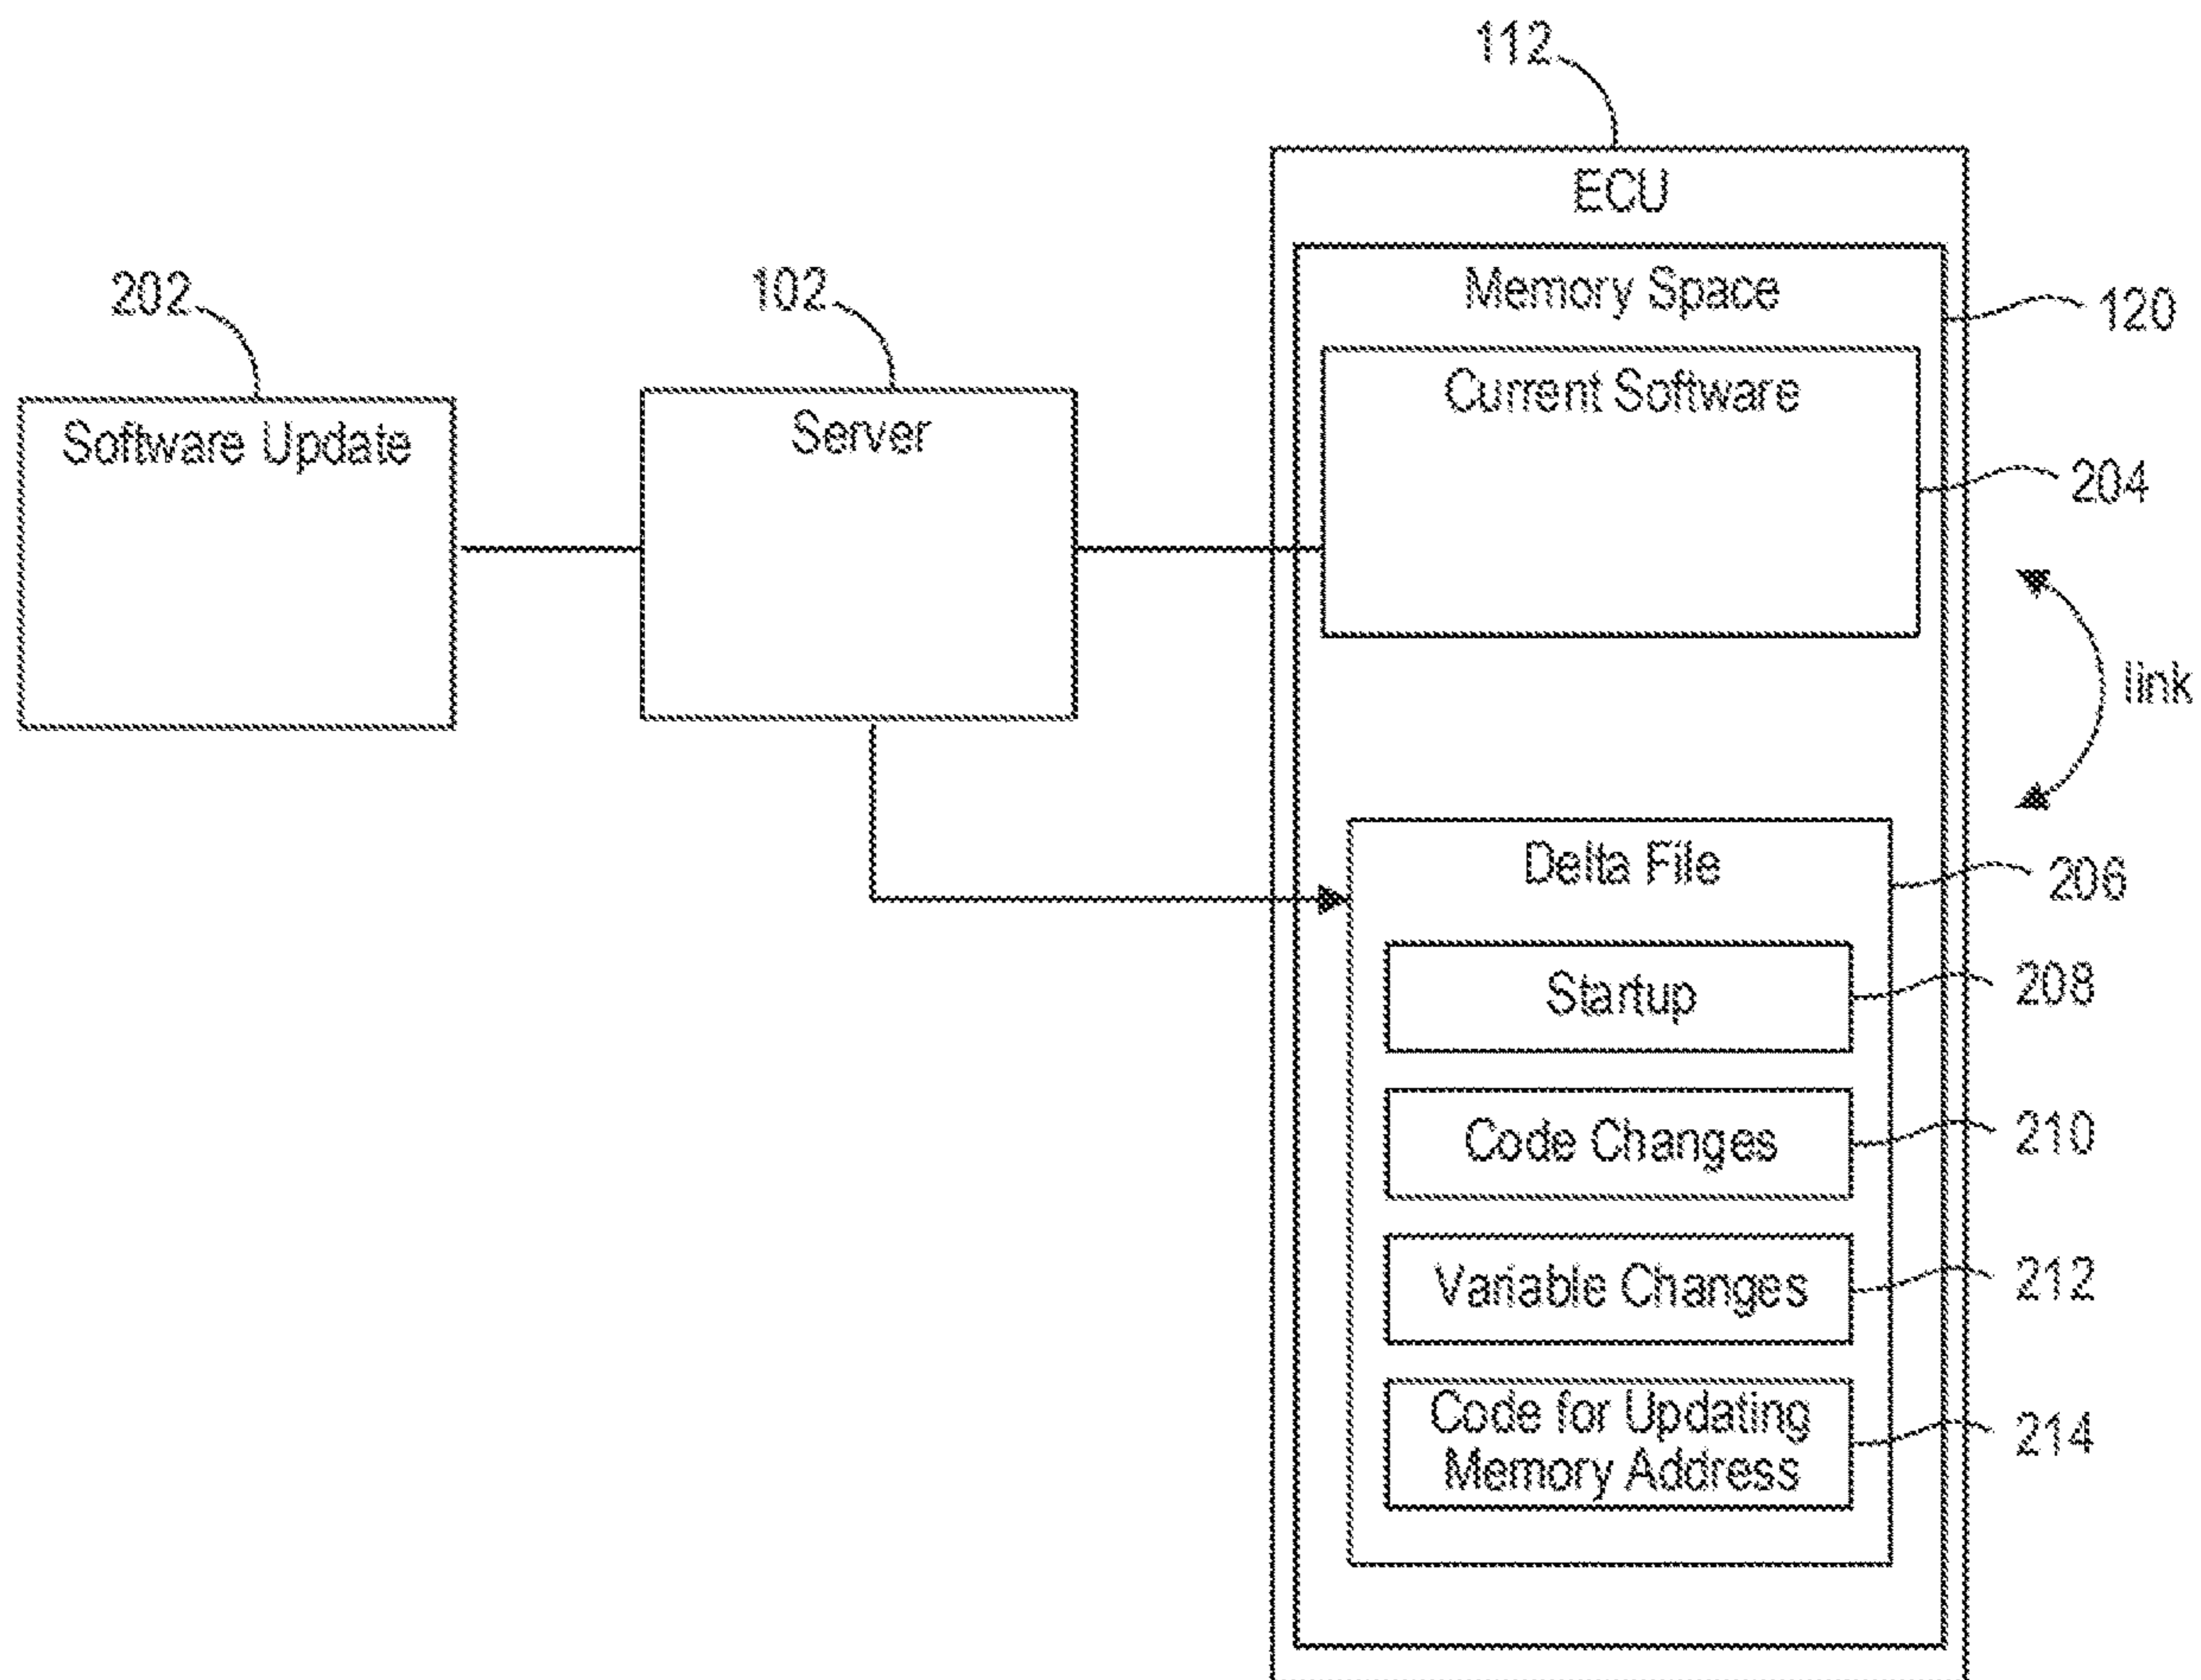 112
ECU
Memory Space
120
202
102
Current Software
Software Update
Server
204
link
Delta File
206
Startup
208
Code Changes
210
Variable Changes
212
Code for Updating
Memory Address
214